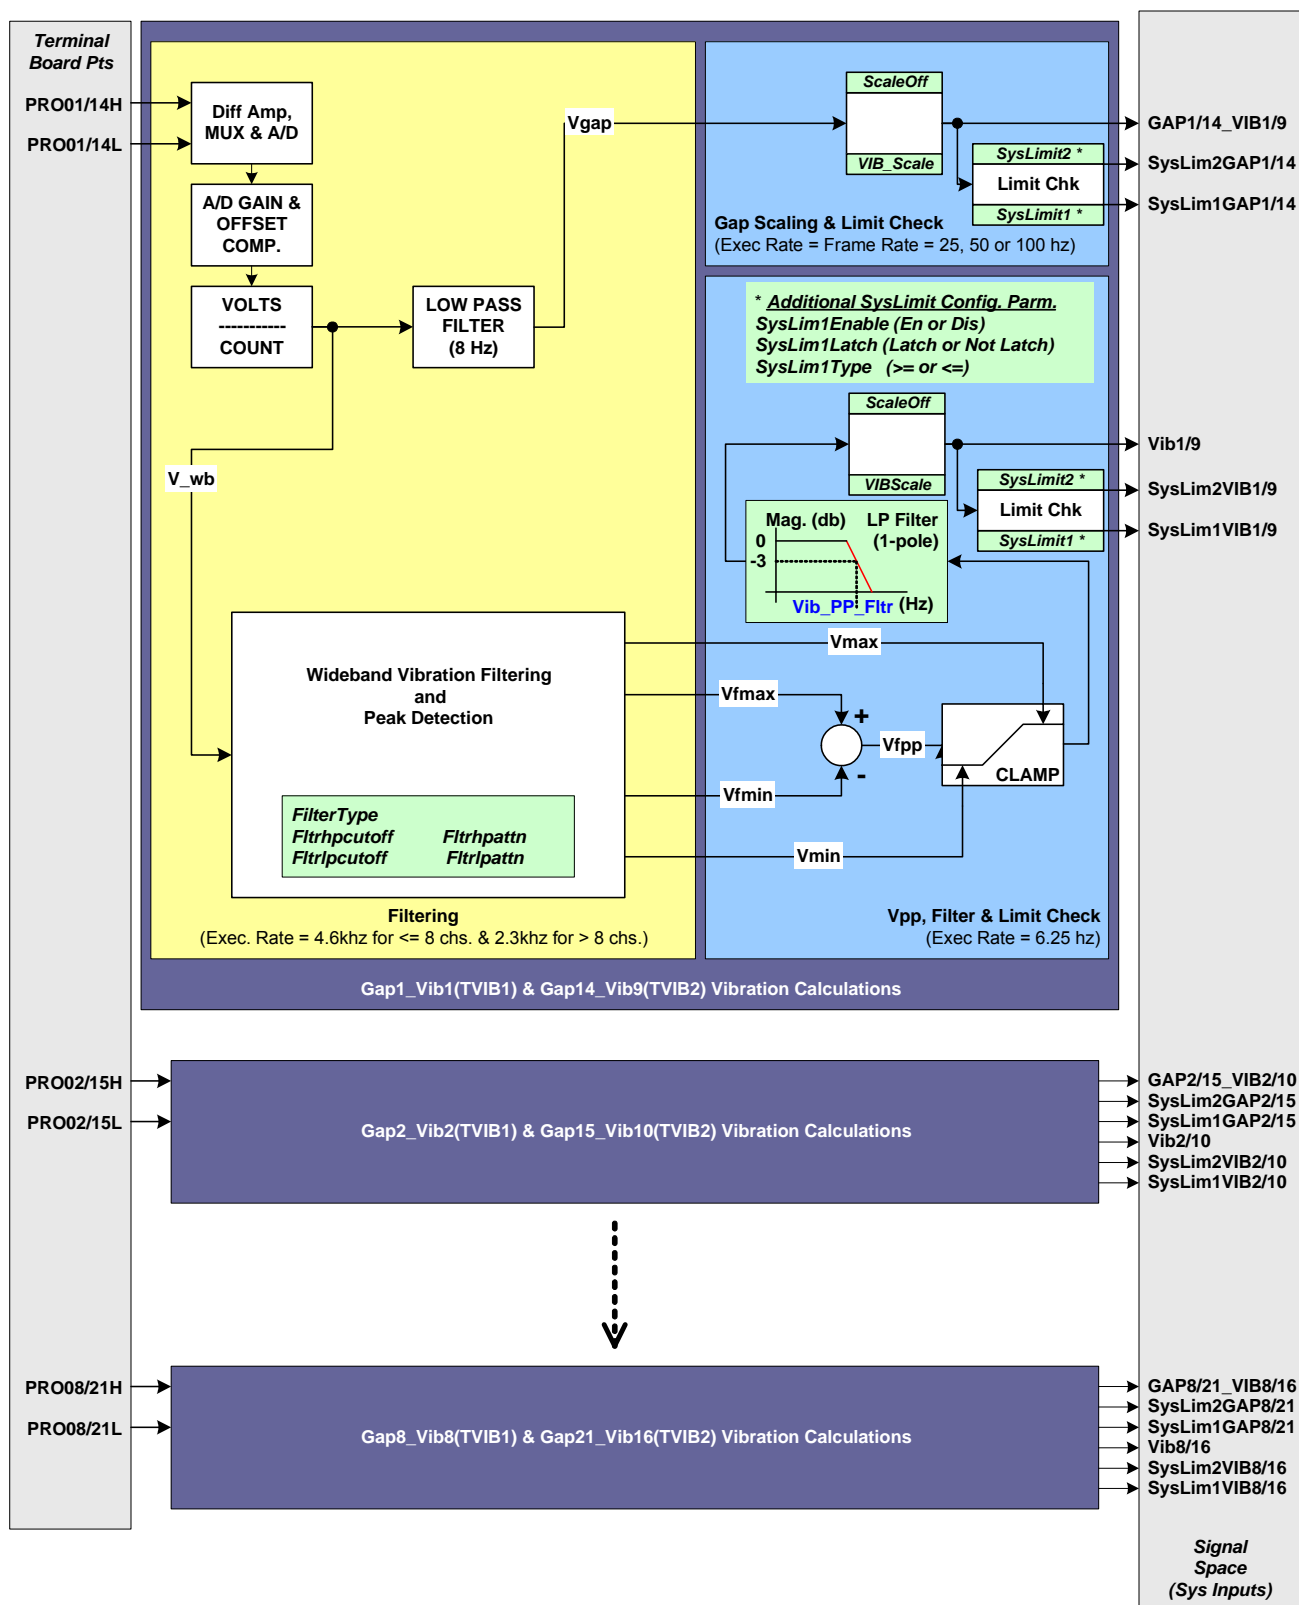 Terminal
Board Pts
PRO01/14H
PRO01/14L
Diff Amp,
MUX & A/D
A/D GAIN &
OFFSET
COMP.
VOLTS
-----------
COUNT
LOW PASS
FILTER
(8 Hz)
Vgap
V_wb
Wideband Vibration Filtering
and
Peak Detection
FilterType
Fltrhpcutoff Fltrhpattn
Fltrlpcutoff Fltrlpattn
Filtering
(Exec. Rate = 4.6khz for <= 8 chs. & 2.3khz for > 8 chs.)
ScaleOff
VIB_Scale
SysLimit2 *
Limit Chk
SysLimit1 *
Gap Scaling & Limit Check
(Exec Rate = Frame Rate = 25, 50 or 100 hz)
* Additional SysLimit Config. Parm.
SysLim1Enable (En or Dis)
SysLim1Latch (Latch or Not Latch)
SysLim1Type (>= or <=)
ScaleOff
VIBScale
SysLimit2 *
Limit Chk
SysLimit1 *
Mag. (db) LP Filter
(1-pole)
0
-3
Vib_PP_Fltr (Hz)
Vmax
Vfmax
+
Vfpp
-
CLAMP
Vfmin
Vmin
Vpp, Filter & Limit Check
(Exec Rate = 6.25 hz)
Gap1_Vib1(TVIB1) & Gap14_Vib9(TVIB2) Vibration Calculations
GAP1/14_VIB1/9
SysLim2GAP1/14
SysLim1GAP1/14
Vib1/9
SysLim2VIB1/9
SysLim1VIB1/9
PRO02/15H
PRO02/15L
Gap2_Vib2(TVIB1) & Gap15_Vib10(TVIB2) Vibration Calculations
GAP2/15_VIB2/10
SysLim2GAP2/15
SysLim1GAP2/15
Vib2/10
SysLim2VIB2/10
SysLim1VIB2/10
PRO08/21H
PRO08/21L
Gap8_Vib8(TVIB1) & Gap21_Vib16(TVIB2) Vibration Calculations
GAP8/21_VIB8/16
SysLim2GAP8/21
SysLim1GAP8/21
Vib8/16
SysLim2VIB8/16
SysLim1VIB8/16
Signal
Space
(Sys Inputs)